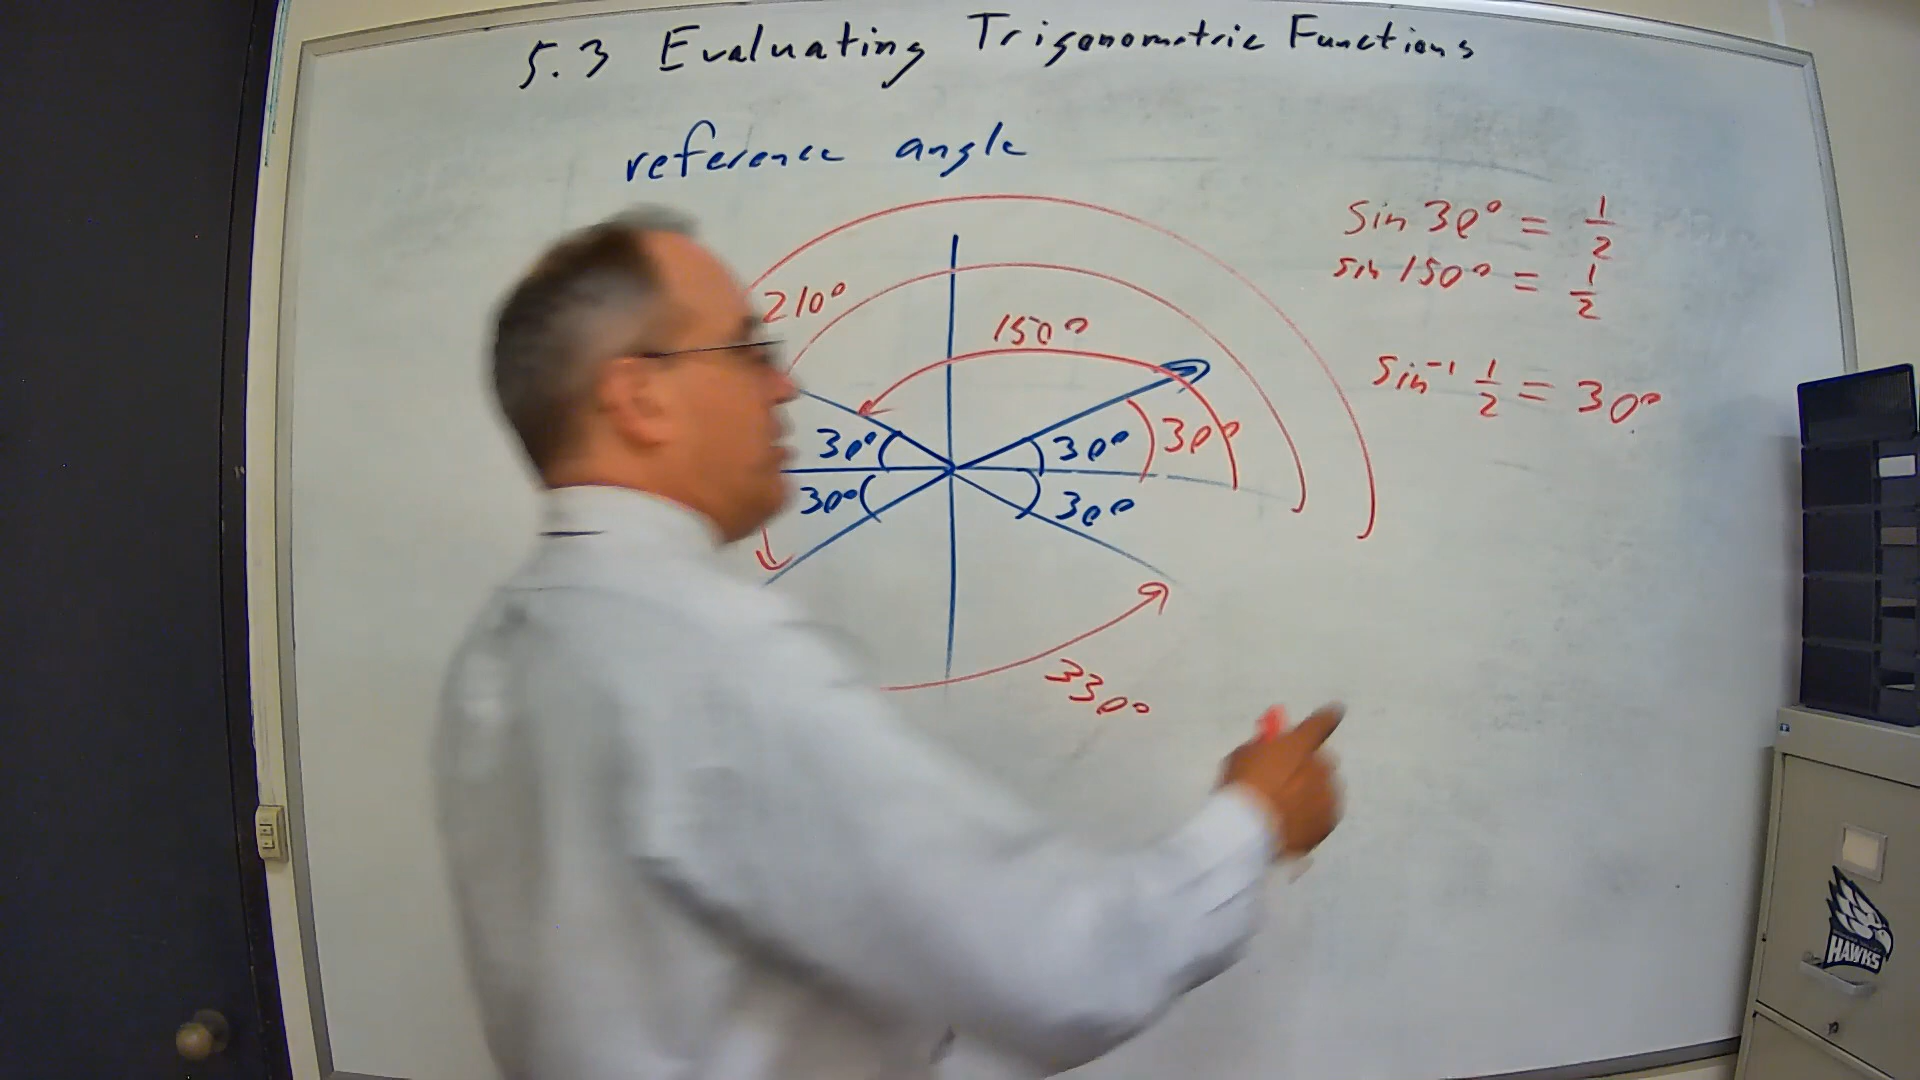 5.3 Evaluating Trigonometric Functions
reference angle
sin 30° = 1/2
sin 150° = 1/2
sin⁻¹ 1/2 = 30°
210°
150°
30°
30°
30°
30°
30°
330°
HAWKS